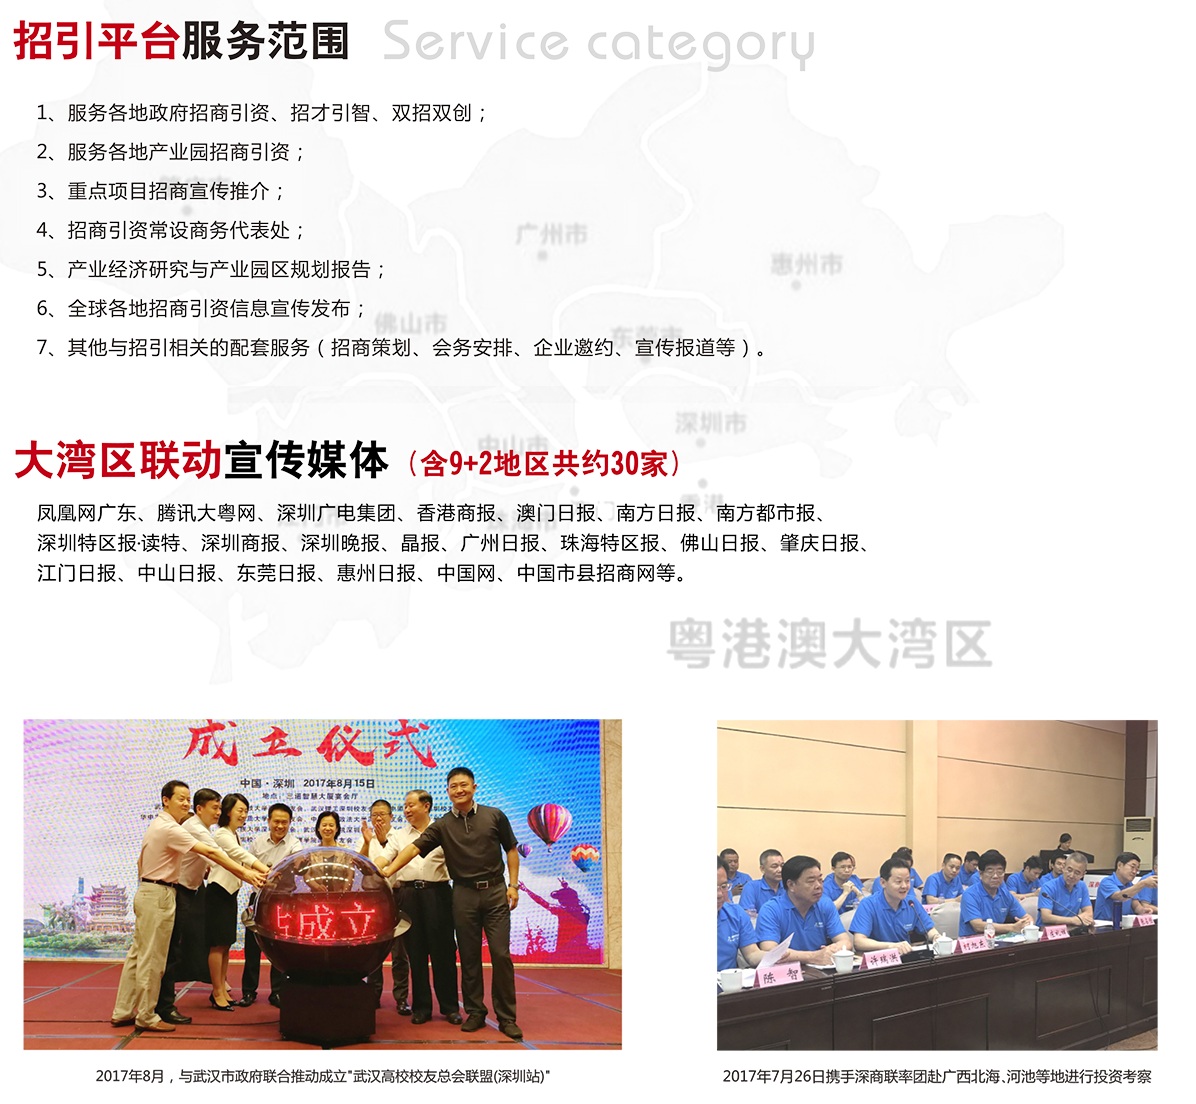 招引平台服务范围 Service category
1、服务各地政府招商引资、招才引智、双招双创；
2、服务各地产业园招商引资；
3、重点项目招商宣传推介；
4、招商引资常设商务代表处；
5、产业经济研究与产业园区规划报告；
6、全球各地招商引资信息宣传发布；
7、其他与招引相关的配套服务（招商策划、会务安排、企业邀约、宣传报道等）。
广州市
惠州市
佛山市
东莞市
深圳市
中山市
香港
大湾区联动宣传媒体（含9+2地区共约30家）
凤凰网广东、腾讯大粤网、深圳广电集团、香港商报、澳门日报、南方日报、南方都市报、
深圳特区报·读特、深圳商报、深圳晚报、晶报、广州日报、珠海特区报、佛山日报、肇庆日报、
江门日报、中山日报、东莞日报、惠州日报、中国网、中国市县招商网等。
粤港澳大湾区
成立仪式
中国·深圳 2017年8月15日
地点：三诺智慧大厦宴会厅
成立
陈 智
许瑞洪
2017年8月，与武汉市政府联合推动成立"武汉高校校友总会联盟(深圳站)"
2017年7月26日携手深商联率团赴广西北海、河池等地进行投资考察